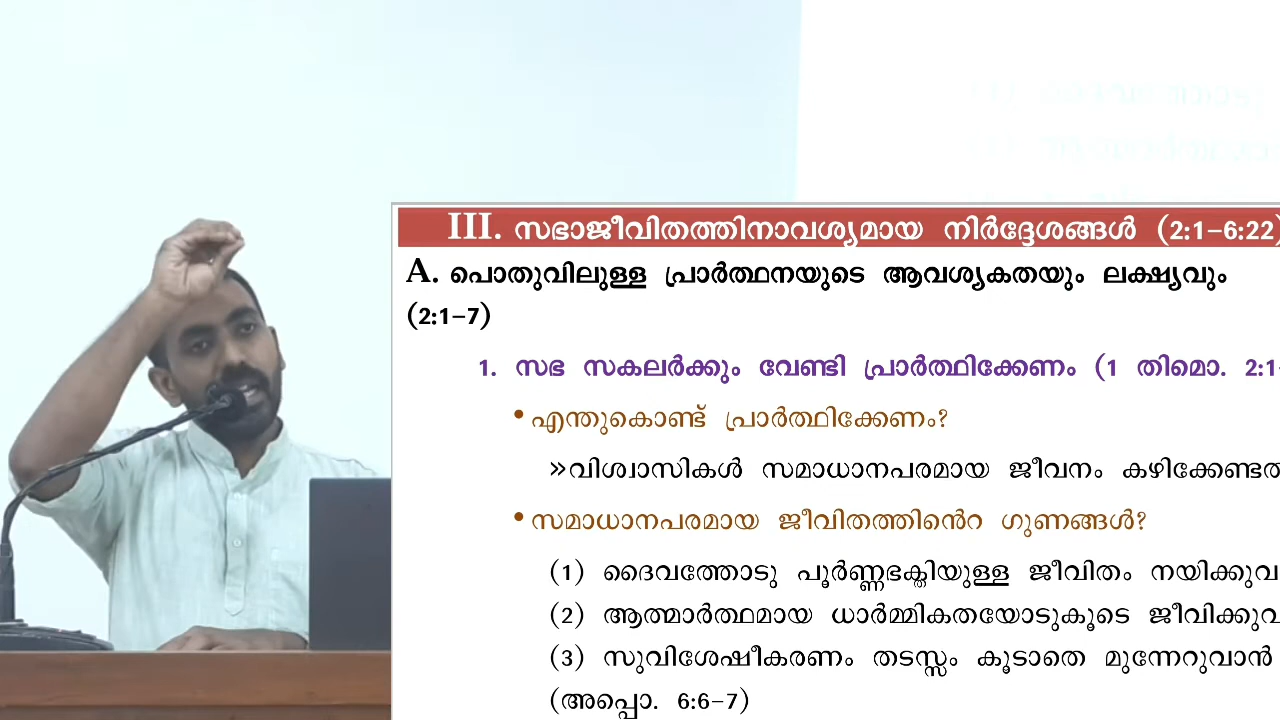 III. സഭാജീവിതത്തിനാവശ്യമായ നിർദ്ദേശങ്ങൾ (2:1–6:22)
A. പൊതുവിലുള്ള പ്രാർത്ഥനയുടെ ആവശ്യകതയും ലക്ഷ്യവും
(2:1–7)
1. സഭ സകലർക്കും വേണ്ടി പ്രാർത്ഥിക്കേണം (1 തിമൊ. 2:1-
• എന്തുകൊണ്ട് പ്രാർത്ഥിക്കേണം?
» വിശ്വാസികൾ സമാധാനപരമായ ജീവനം
• സമാധാനപരമായ ജീവിതത്തിൻെറ ഗുണങ്ങൾ?
(1) ദൈവത്തോടു പൂർണ്ണഭക്തിയുള്ള ജീവിതം
(2) ആത്മാർത്ഥമായ ധാർമ്മികതയോടുകൂടെ
(3) സുവിശേഷീകരണം തടസ്സം കൂടാതെ മുന്നേറുവാൻ
(അപ്പൊ. 6:6–7)